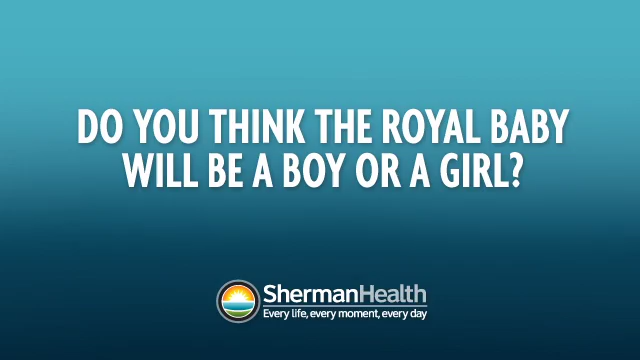 DO YOU THINK THE ROYAL BABY
WILL BE A BOY OR A GIRL?
ShermanHealth
Every life, every moment, every day